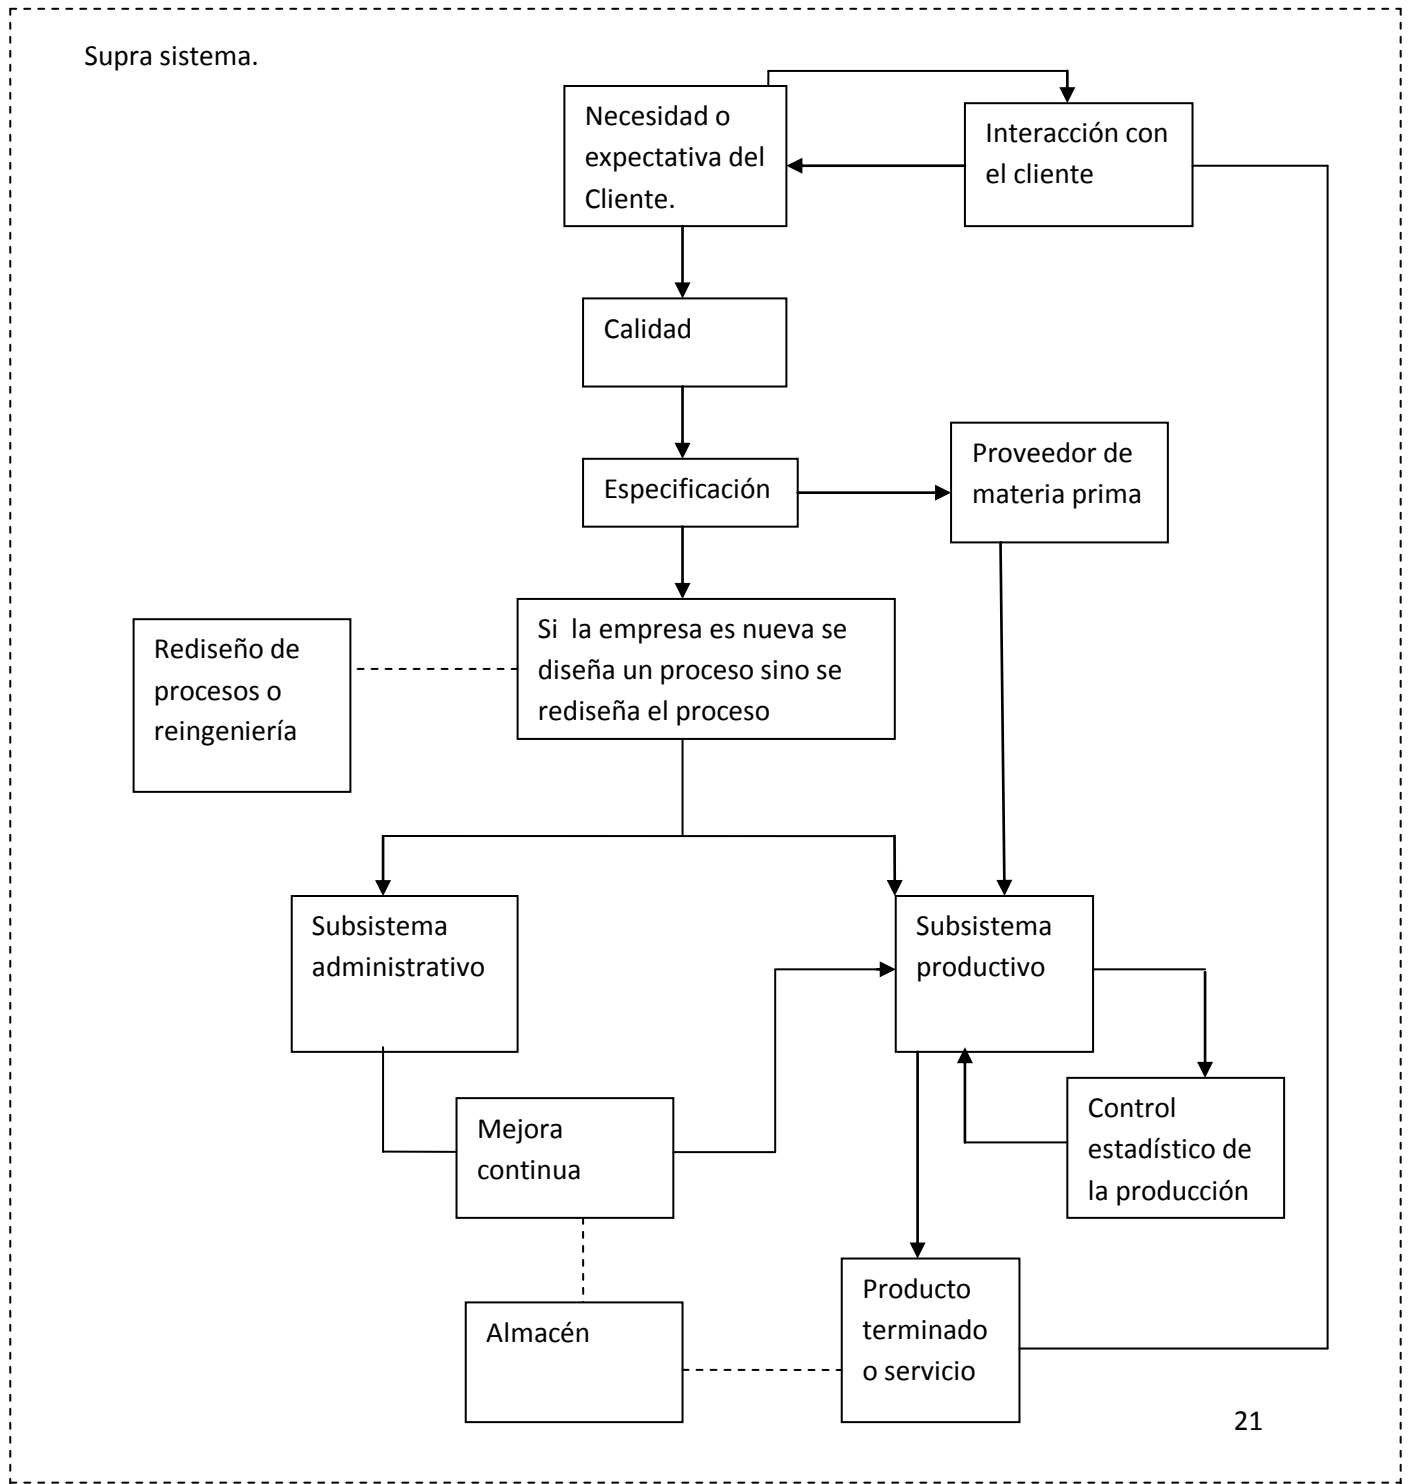 Supra sistema.
Necesidad o
expectativa del
Cliente.
Interacción con
el cliente
Calidad
Especificación
Proveedor de
materia prima
Rediseño de
procesos o
reingeniería
Si  la empresa es nueva se
diseña un proceso sino se
rediseña el proceso
Subsistema
administrativo
Subsistema
productivo
Mejora
continua
Control
estadístico de
la producción
Almacén
Producto
terminado
o servicio
21